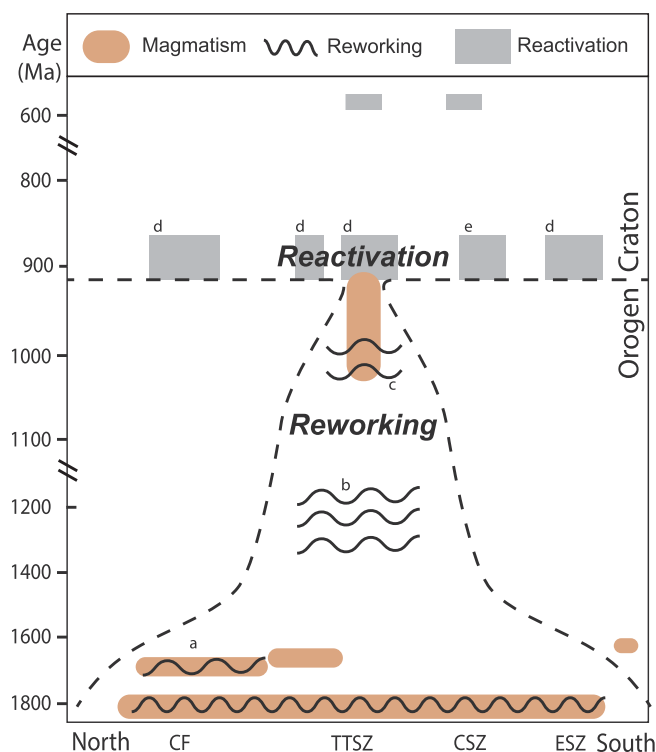 Age
(Ma)
Magmatism
Reworking
Reactivation
600
800
d
d
d
e
d
Reactivation
900
Craton
Orogen
1000
c
Reworking
1100
b
1200
1400
1600
a
1800
North
CF
TTSZ
CSZ
ESZ
South